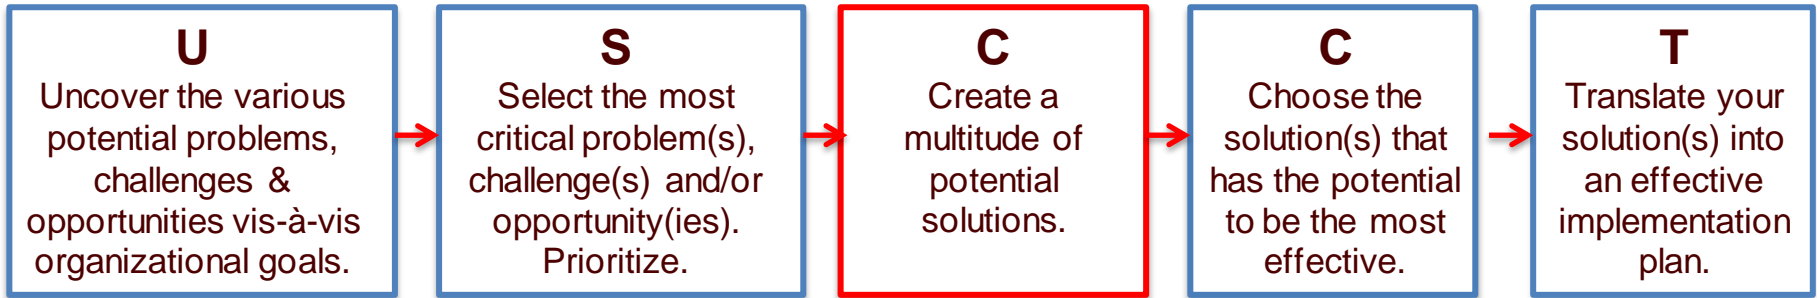 U
Uncover the various
potential problems,
challenges &
opportunities vis-à-vis
organizational goals.
S
Select the most
critical problem(s),
challenge(s) and/or
opportunity(ies).
Prioritize.
C
Create a
multitude of
potential
solutions.
C
Choose the
solution(s) that
has the potential
to be the most
effective.
T
Translate your
solution(s) into
an effective
implementation
plan.